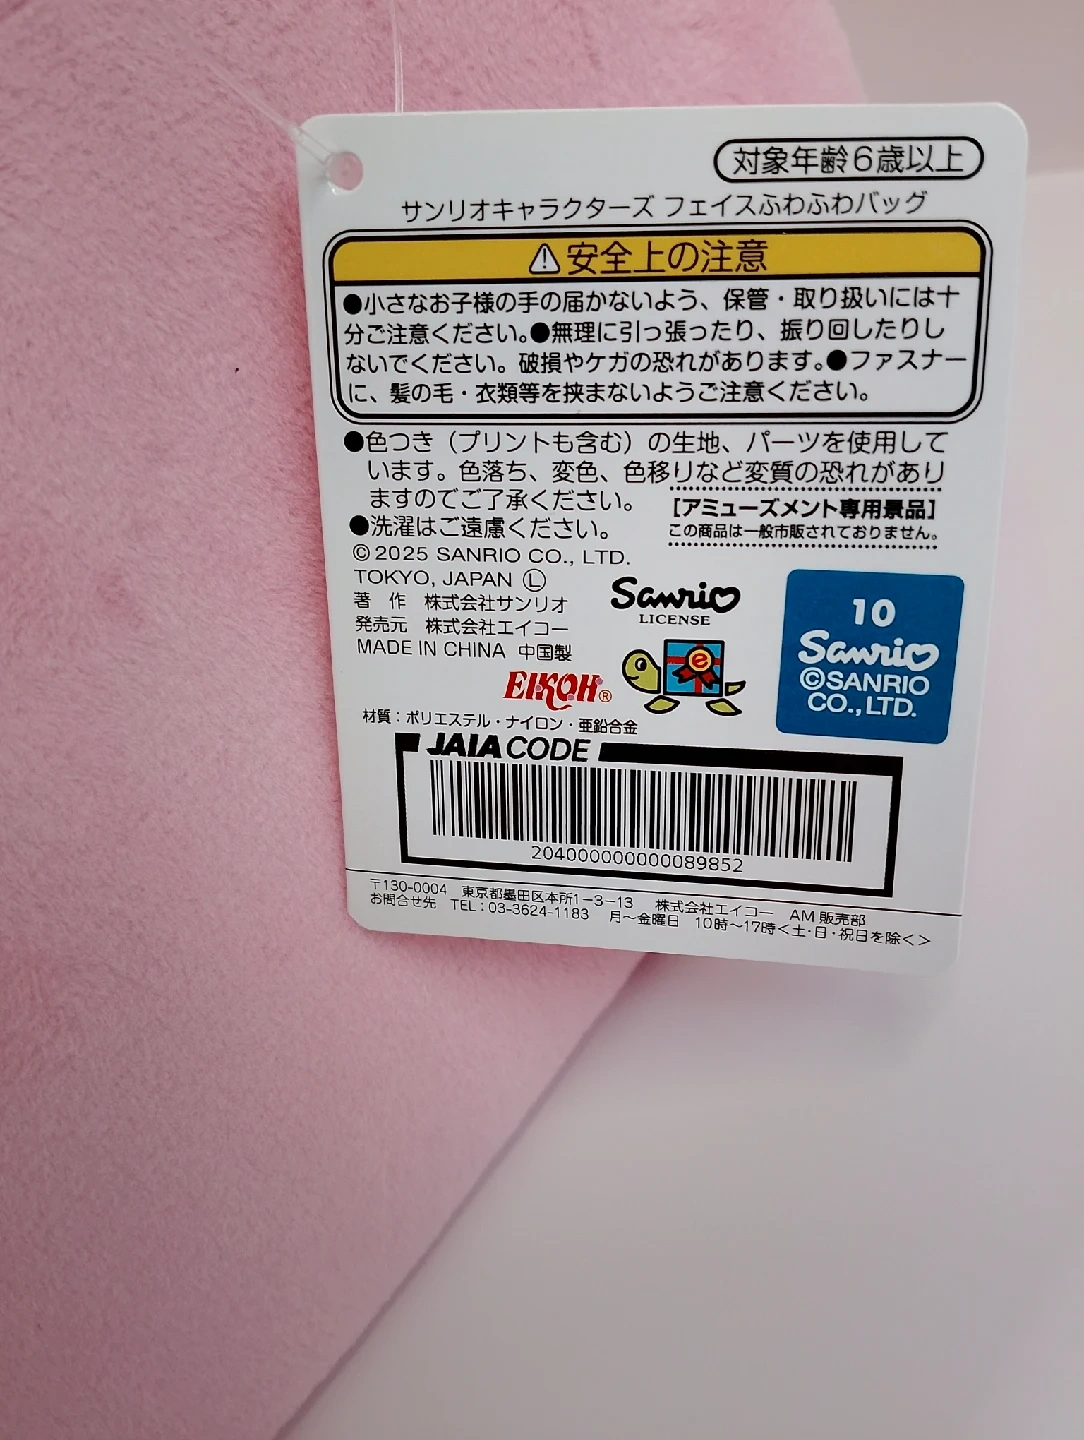 対象年齢6歳以上
サンリオキャラクターズ フェイスふわふわバッグ
⚠安全上の注意
●小さなお子様の手の届かないよう、保管・取り扱いには十
分ご注意ください。●無理に引っ張ったり、振り回したりし
ないでください。破損やケガの恐れがあります。●ファスナー
に、髪の毛・衣類等を挟まないようご注意ください。
●色つき（プリントも含む）の生地、パーツを使用して
います。色落ち、変色、色移りなど変質の恐れがあり
ますのでご了承ください。
●洗濯はご遠慮ください。
【アミューズメント専用景品】
この商品は一般市販されておりません。
©2025 SANRIO CO., LTD.
TOKYO, JAPAN Ⓛ
著 作 株式会社サンリオ
発売元 株式会社エイコー
MADE IN CHINA 中国製
Sanrio
LICENSE
EIKOH®
e
10
Sanrio
©SANRIO
CO., LTD.
材質：ポリエステル・ナイロン・亜鉛合金
JAIA CODE
204000000000089852
〒130-0004 東京都墨田区本所1-3-13 株式会社エイコー AM販売部
お問合せ先 TEL：03-3624-1183 月～金曜日 10時～17時＜土・日・祝日を除く＞